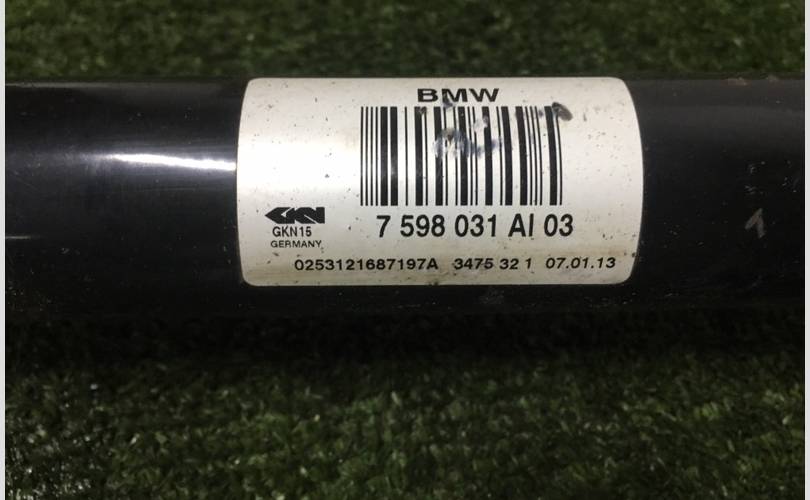 BMW
GKN
GKN15
GERMANY
7 598 031 AI 03
0253121687197A 3475 32 1 07.01.13